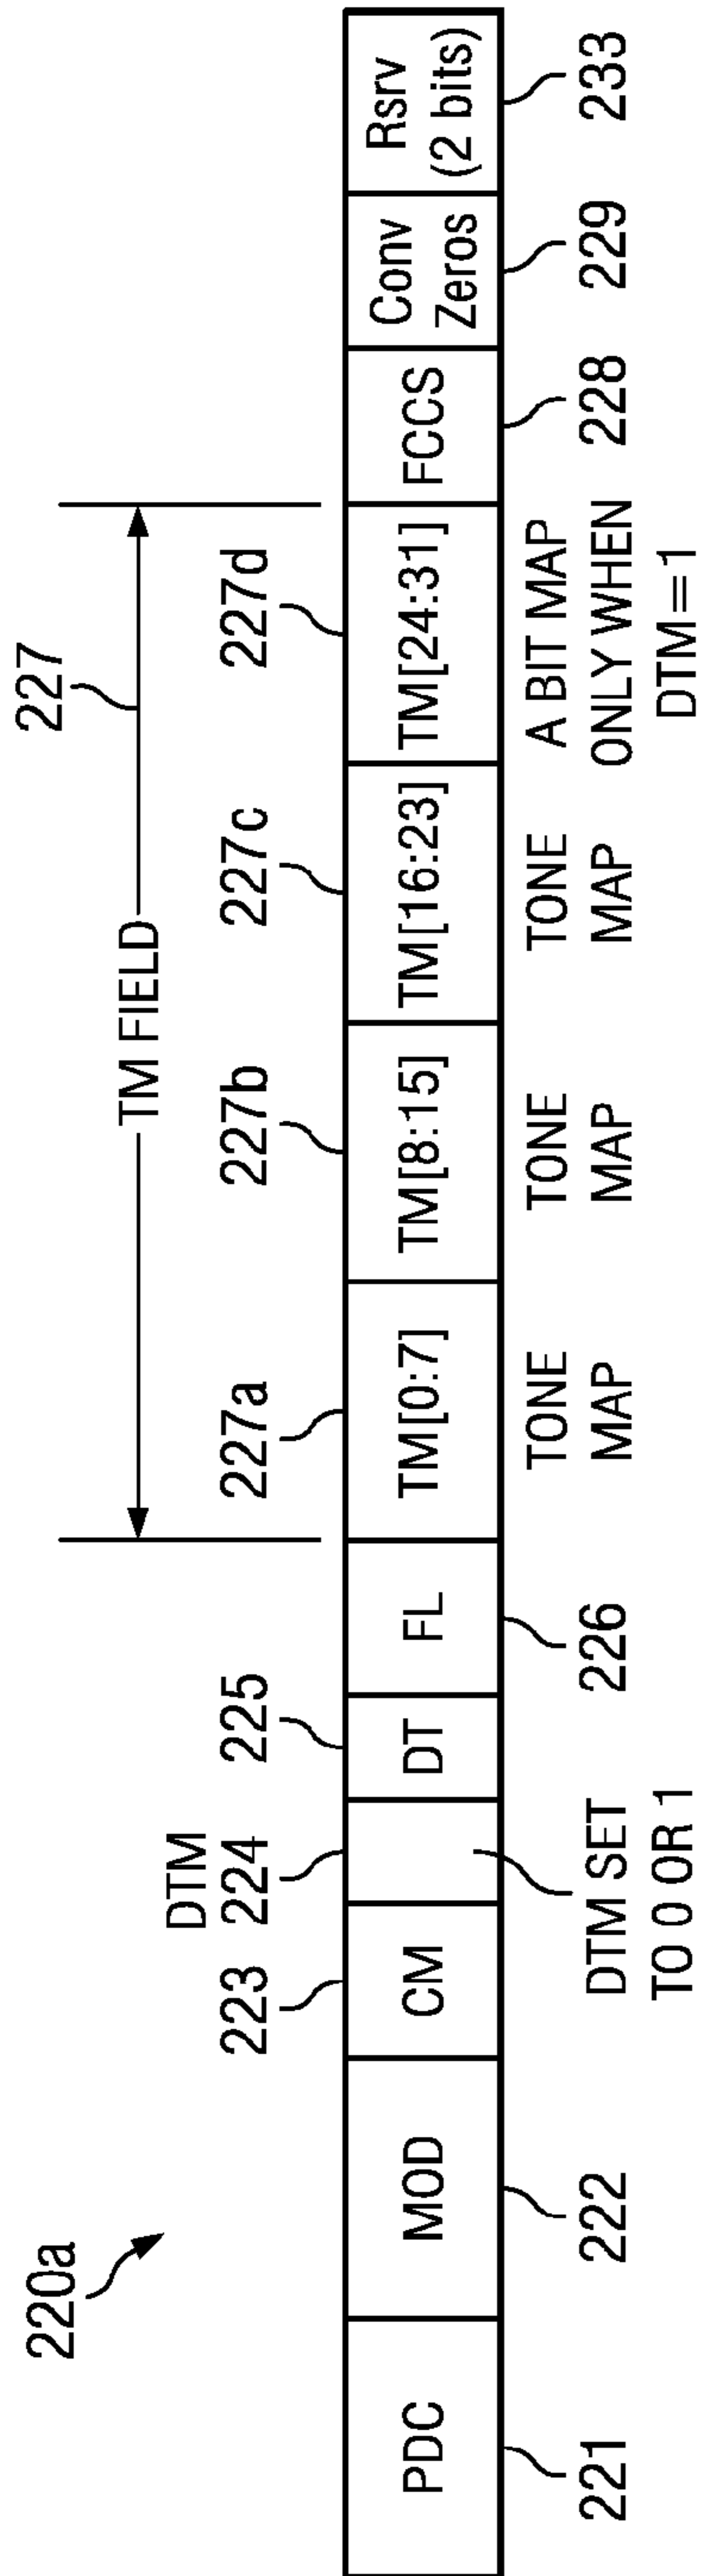 220a
227
TM FIELD
DTM
223
224
225
227a
227b
227c
227d
PDC
MOD
CM
DT
FL
TM[0:7]
TM[8:15]
TM[16:23]
TM[24:31]
FCCS
Conv
Zeros
Rsrv
(2 bits)
221
222
DTM SET
TO 0 OR 1
226
TONE
MAP
TONE
MAP
TONE
MAP
A BIT MAP
ONLY WHEN
DTM=1
228
229
233